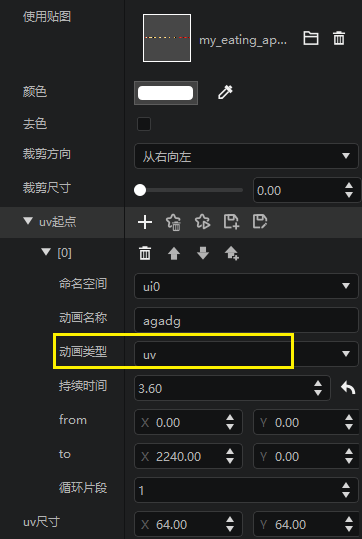 使用贴图
my_eating_ap...
颜色
去色
裁剪方向 从右向左
裁剪尺寸 0.00
uv起点
[0]
命名空间 ui0
动画名称 agadg
动画类型 uv
持续时间 3.60
from X 0.00 Y 0.00
to X 2240.00 Y 0.00
循环片段 1
uv尺寸 X 64.00 Y 64.00